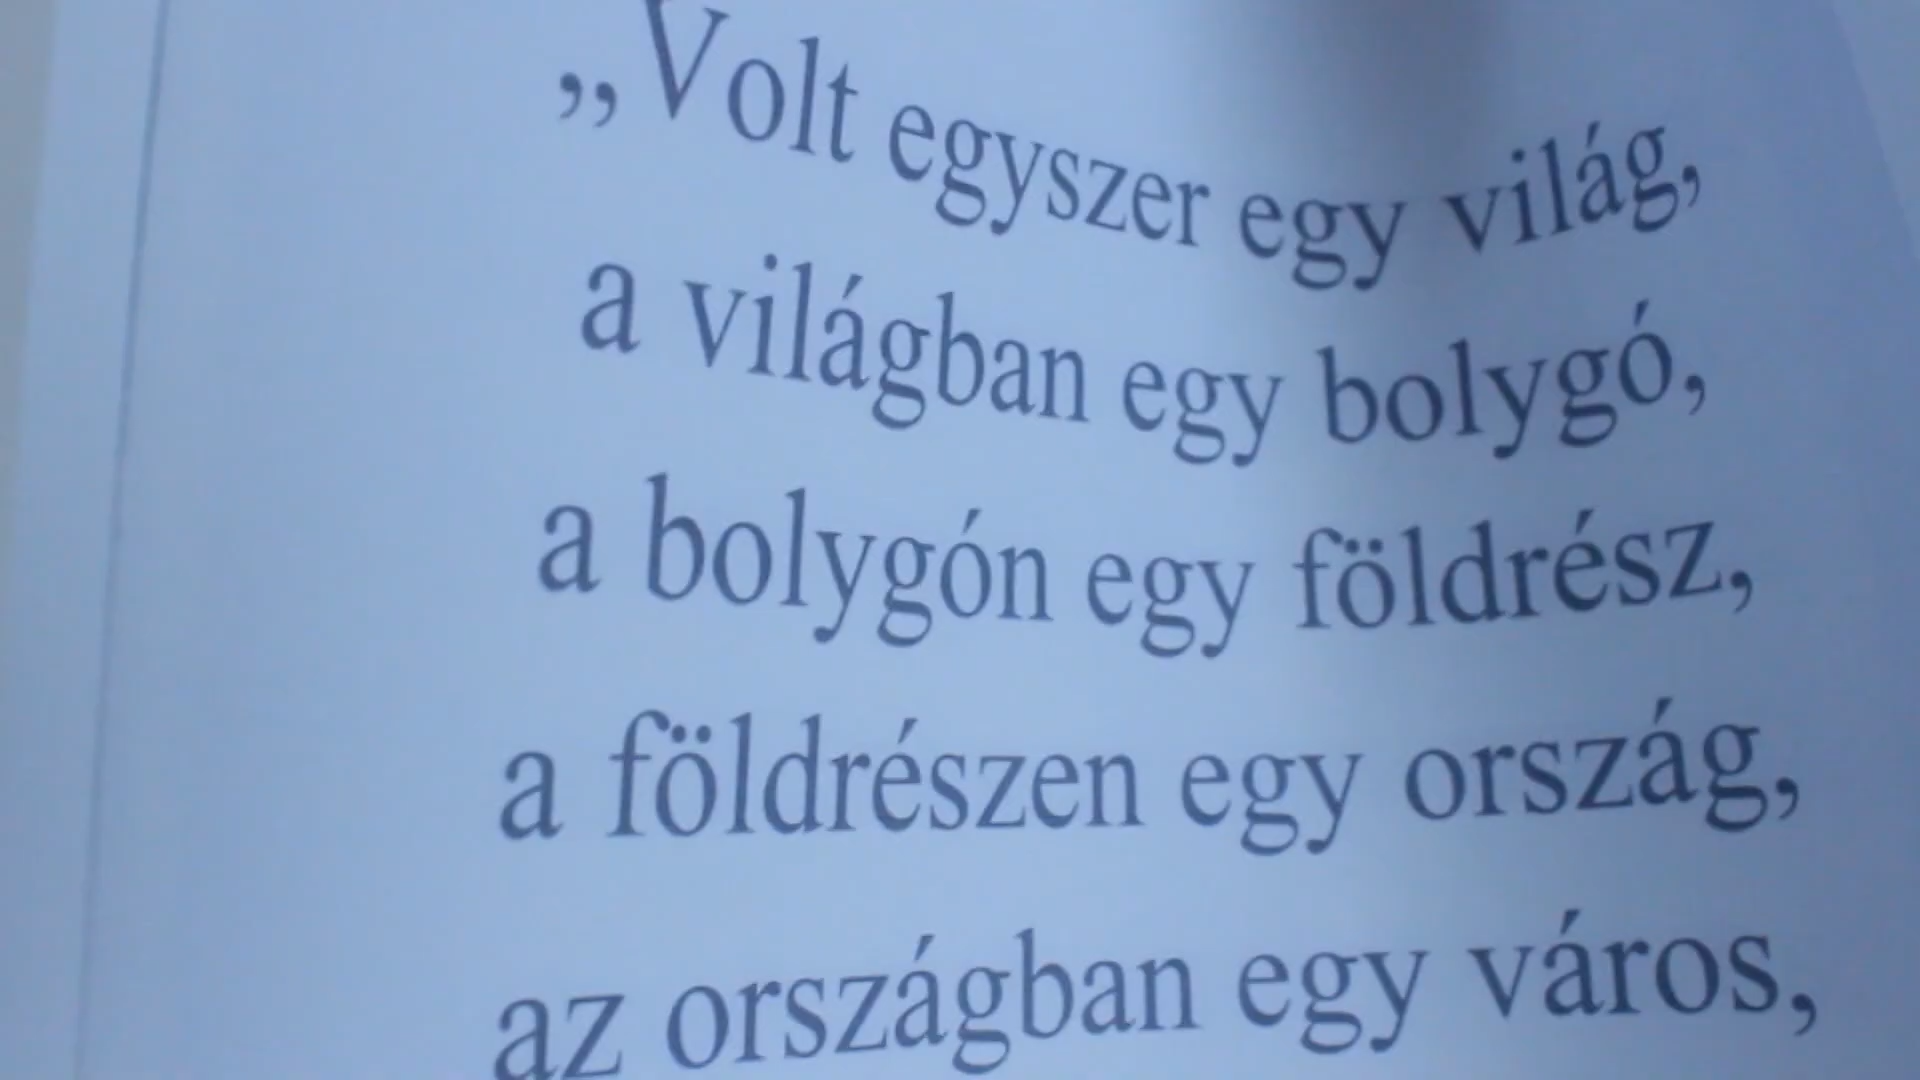 „Volt egyszer egy világ,
a világban egy bolygó,
a bolygón egy földrész,
a földrészen egy ország,
az országban egy város,